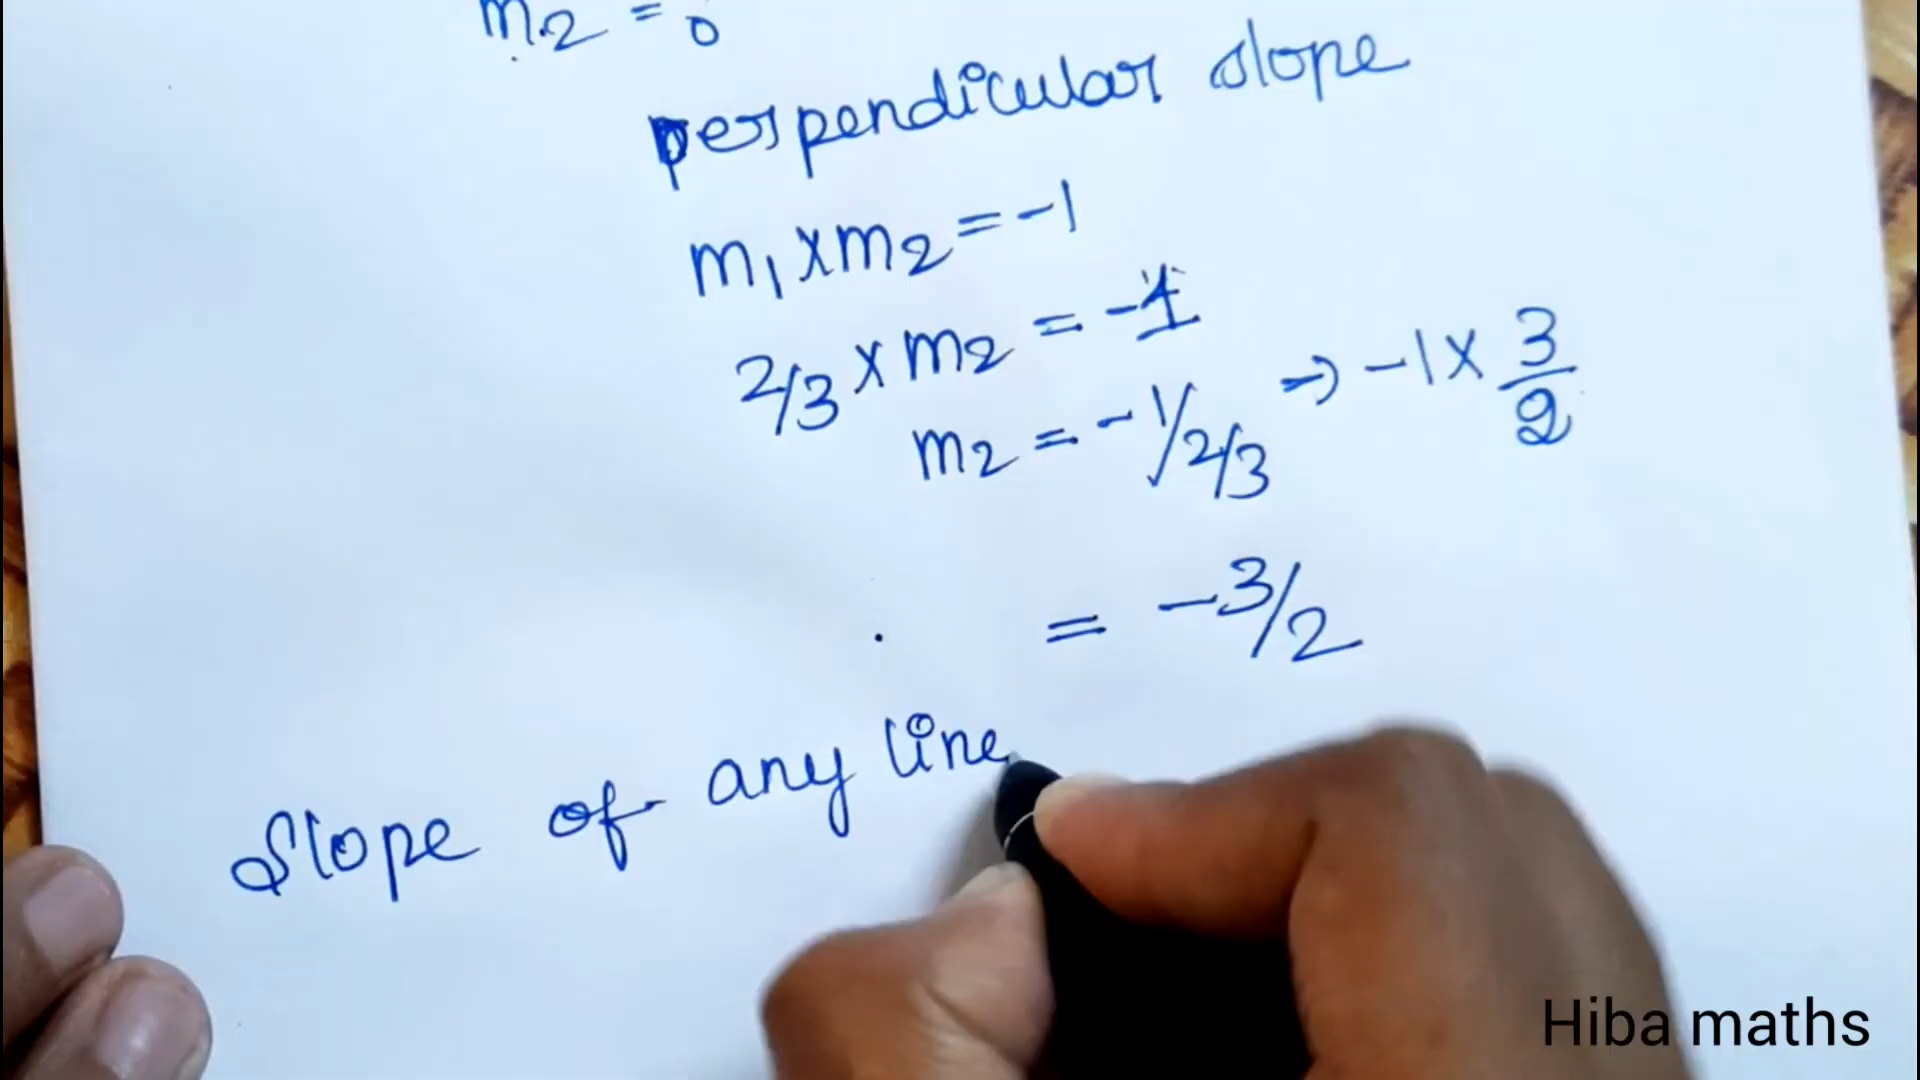 m2 = 0
perpendicular slope
m1 x m2 = -1
2/3 x m2 = -1
m2 = -1/2/3 → -1 x 3/2
= -3/2
Slope of any line
Hiba maths